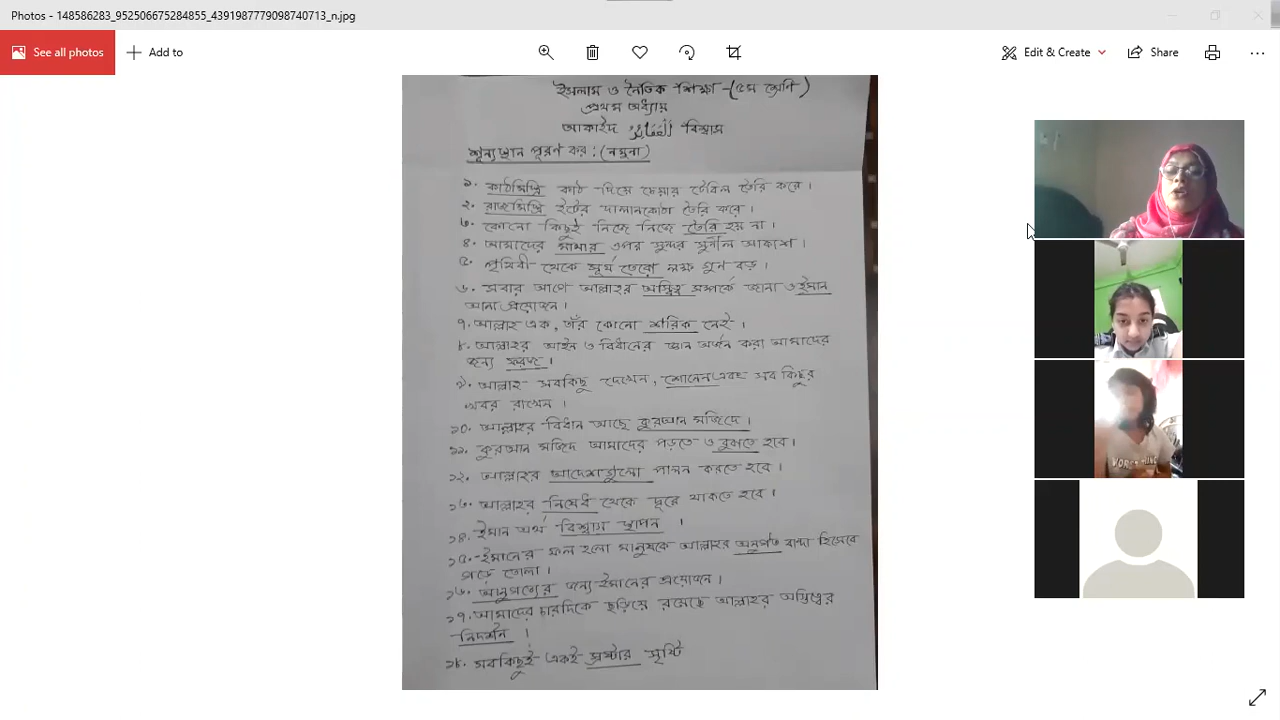 Photos - 148586283_952506675284855_4391987779098740713_n.jpg
See all photos
Add to
Edit & Create
Share
ইসলাম ও নৈতিক শিক্ষা-(৫ম শ্রেণি)
প্রথম অধ্যায়
আকাইদ العقائد বিশ্বাস
শূন্যস্থান পূরণ কর : (নমুনা)
১. কাঠমিস্ত্রি কাঠ দিয়ে চেয়ার টেবিল তৈরি করে।
২. রাজমিস্ত্রি ইটের দালানকোঠা তৈরি করে।
৩. কোনো কিছুই নিজে নিজে তৈরি হয় না।
৪. আমাদের মাথার ওপর সুন্দর সুনীল আকাশ।
৫. পৃথিবী থেকে সূর্য তেরো লক্ষ গুন বড়।
৬. সবার আগে আল্লাহর অস্তিত্ব সম্পর্কে জানা ও ইমান
আনা প্রয়োজন।
৭. আল্লাহ এক, তাঁর কোনো শরিক নেই।
৮. আল্লাহর আইন ও বিধানের জ্ঞান অর্জন করা আমাদের
জন্য ফরজ।
৯. আল্লাহ সবকিছু দেখেন, শোনেন এবং সব কিছুর
খবর রাখেন।
১০. আল্লাহর বিধান আছে কুরআন মজিদে।
১১. কুরআন মজিদ আমাদের পড়তে ও বুঝতে হবে।
১২. আল্লাহর আদেশগুলো পালন করতে হবে।
১৩. আল্লাহর নিষেধ থেকে দূরে থাকতে হবে।
১৪. ইমান অর্থ বিশ্বাস স্থাপন।
১৫. ইমানের ফল হলো মানুষকে আল্লাহর অনুগত বান্দা হিসেবে
গড়ে তোলা।
১৬. আনুগত্যের জন্যে ইমানের প্রয়োজন।
১৭. আমাদের চারদিকে ছড়িয়ে রয়েছে আল্লাহর অস্তিত্বের
নিদর্শন।
১৮. সবকিছুই একই স্রষ্টার সৃষ্টি